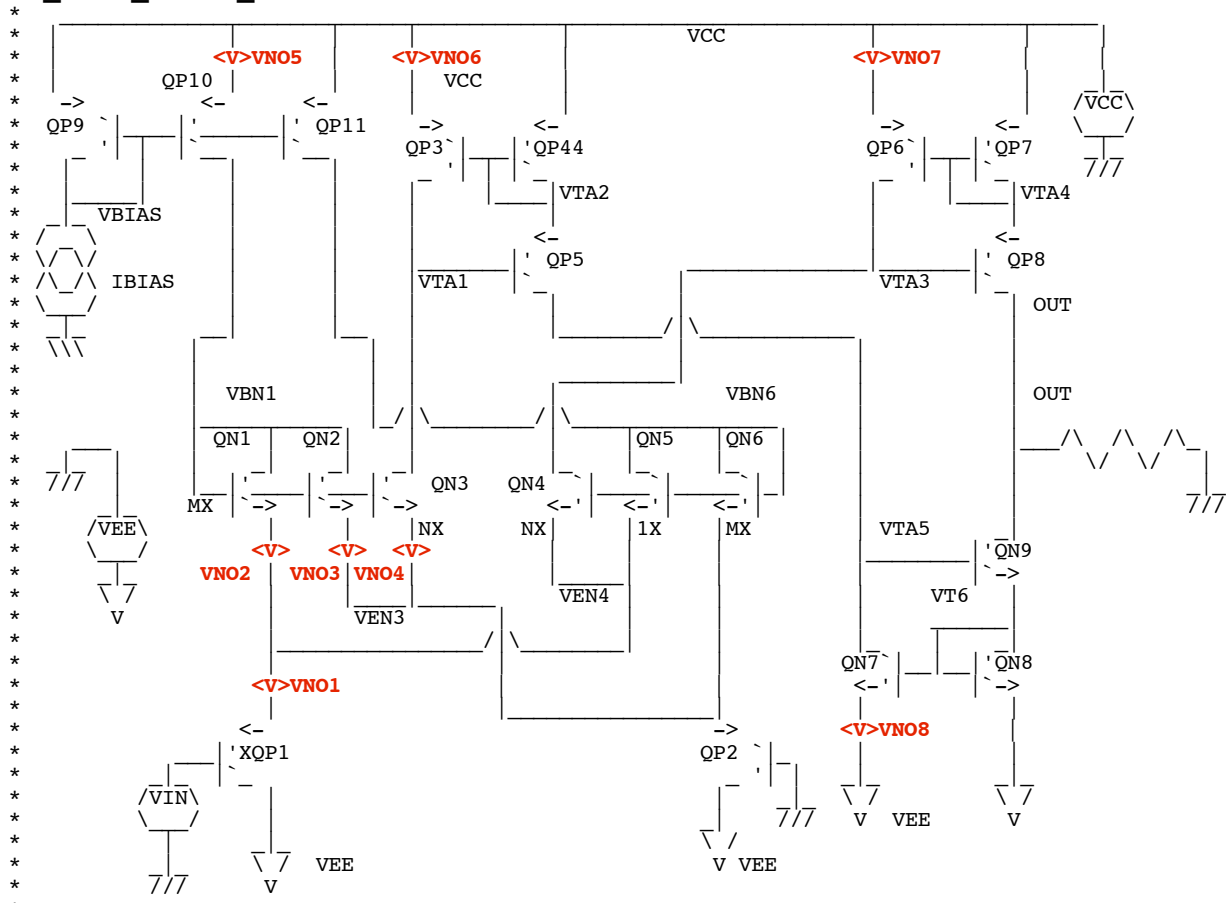 VCC
<V>VNO5 <V>VNO6 <V>VNO7
QP10 VCC
-> <- <- VCC
QP9 QP11 -> <- -> <-
QP3 QP44 QP6 QP7
VTA2 VTA4
VBIAS
<- <-
QP5 QP8
IBIAS VTA1 VTA3
OUT
VBN1 VBN6 OUT
QN1 QN2 QN5 QN6
QN3 QN4
MX -> -> -> <- <- <-
VEE NX NX 1X MX VTA5
<V> <V> <V> QN9
VNO2 VNO3 VNO4 ->
V VEN3 VEN4 VT6
QN7 QN8
<V>VNO1 <- ->
<- -> <V>VNO8
XQP1 QP2
VIN
V VEE V
VEE V VEE
V